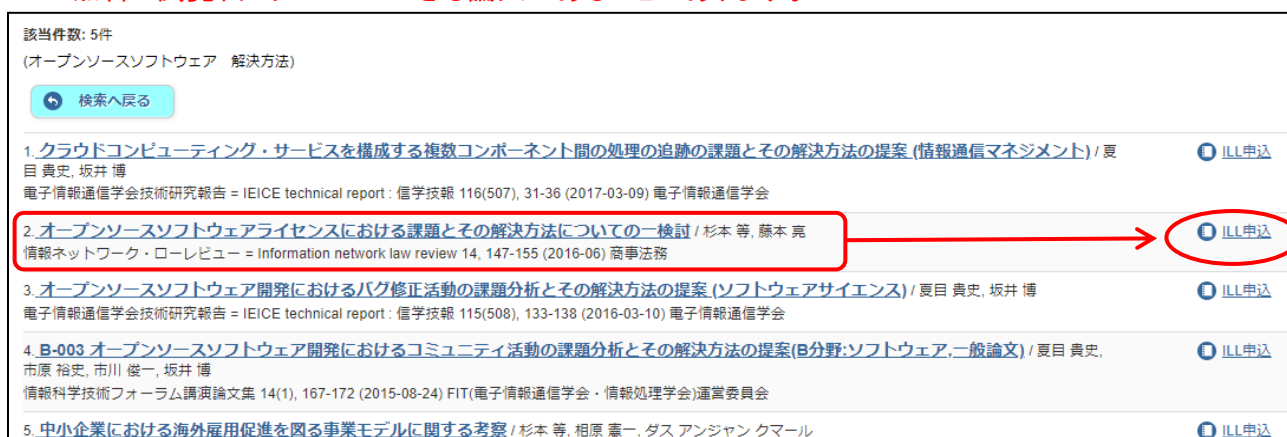 該当件数: 5件
(オープンソースソフトウェア 解決方法)
検索へ戻る
1. クラウドコンピューティング・サービスを構成する複数コンポーネント間の処理の追跡の課題とその解決方法の提案 (情報通信マネジメント) / 夏
目 貴史, 坂井 博
ILL申込
電子情報通信学会技術研究報告 = IEICE technical report : 信学技報 116(507), 31-36 (2017-03-09) 電子情報通信学会
2. オープンソースソフトウェアライセンスにおける課題とその解決方法についての一検討 / 杉本 等, 藤本 亮
ILL申込
情報ネットワーク・ローレビュー = Information network law review 14, 147-155 (2016-06) 商事法務
3. オープンソースソフトウェア開発におけるバグ修正活動の課題分析とその解決方法の提案 (ソフトウェアサイエンス) / 夏目 貴史, 坂井 博
ILL申込
電子情報通信学会技術研究報告 = IEICE technical report : 信学技報 115(508), 133-138 (2016-03-10) 電子情報通信学会
4. B-003 オープンソースソフトウェア開発におけるコミュニティ活動の課題分析とその解決方法の提案(B分野:ソフトウェア,一般論文) / 夏目 貴史,
市原 裕史, 市川 俊一, 坂井 博
ILL申込
情報科学技術フォーラム講演論文集 14(1), 167-172 (2015-08-24) FIT(電子情報通信学会・情報処理学会)運営委員会
5. 中小企業における海外雇用促進を図る事業モデルに関する考察 / 杉本 等, 相原 憲一, ダス アンジャン クマール
ILL申込